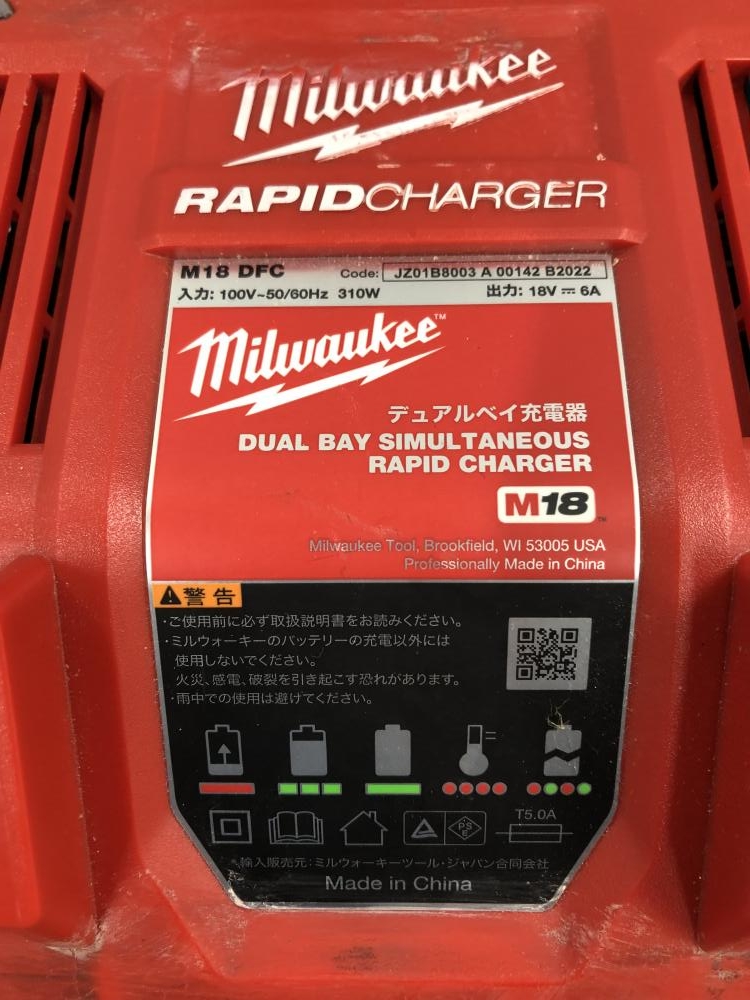 Milwaukee
RAPIDCHARGER
M18 DFC Code: JZ01B8003 A 00142 B2022
入力: 100V~50/60Hz 310W 出力: 18V ⎓ 6A
Milwaukee™
デュアルベイ充電器
DUAL BAY SIMULTANEOUS
RAPID CHARGER
M18™
Milwaukee Tool, Brookfield, WI 53005 USA
Professionally Made in China
警告
・ご使用前に必ず取扱説明書をお読みください。
・ミルウォーキーのバッテリーの充電以外には
使用しないでください。
火災、感電、破裂を引き起こす恐れがあります。
・雨中での使用は避けてください。
T5.0A
PS
E
*輸入販売元:ミルウォーキーツール・ジャパン合同会社
Made in China